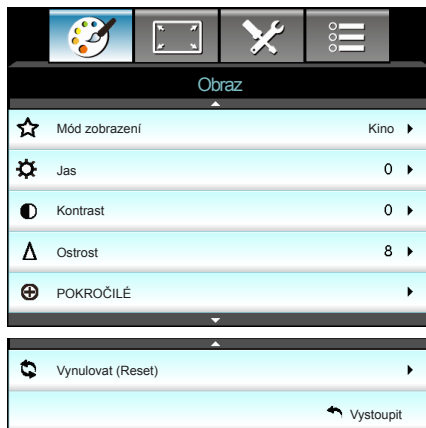 Obraz
Mód zobrazení Kino
Jas 0
Kontrast 0
Ostrost 8
POKROČILÉ
Vynulovat (Reset)
Vystoupit